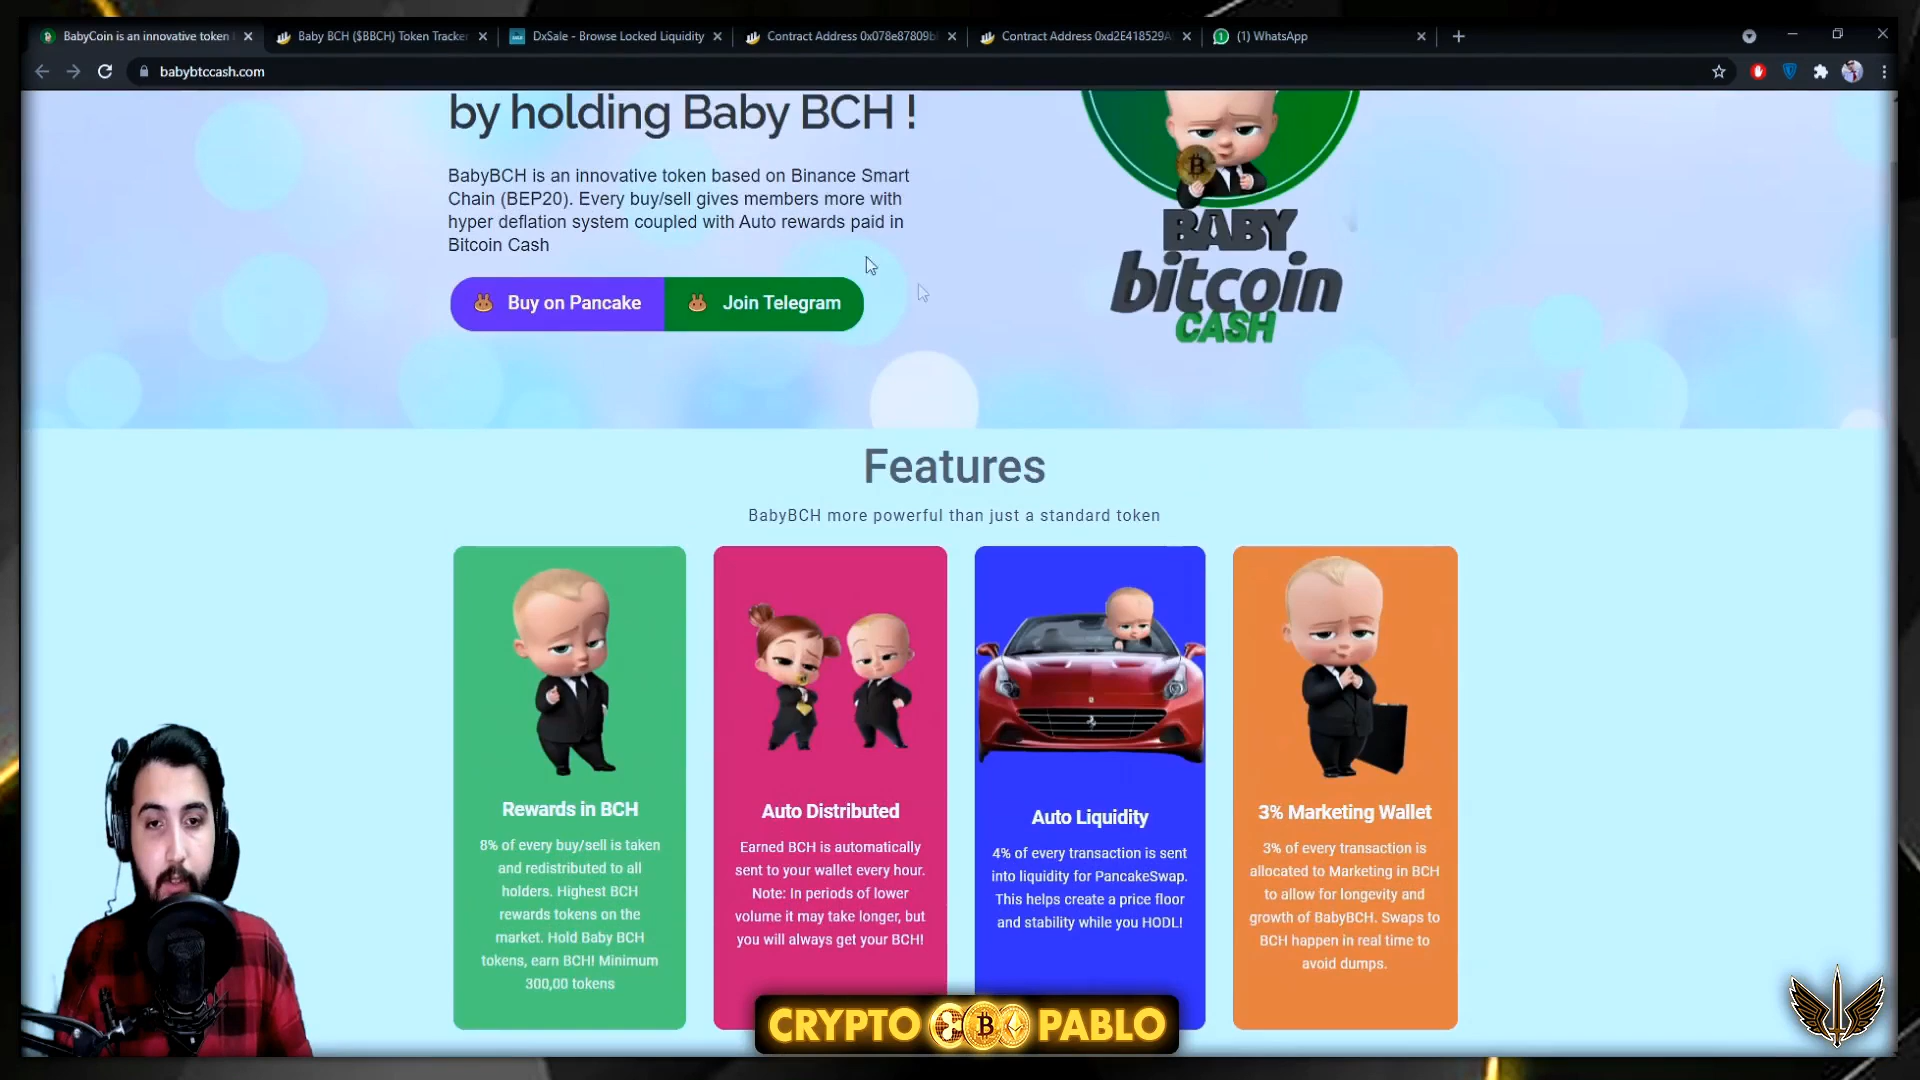 BabyCoin is an innovative token
Baby BCH ($BBCH) Token Tracker
DxSale - Browse Locked Liquidity
Contract Address 0x078e87809b
Contract Address 0xd2E418529A
(1) WhatsApp
babybtccash.com
by holding Baby BCH !
BabyBCH is an innovative token based on Binance Smart
Chain (BEP20). Every buy/sell gives members more with
hyper deflation system coupled with Auto rewards paid in
Bitcoin Cash
Buy on Pancake
Join Telegram
BABY
bitcoin
CASH
Features
BabyBCH more powerful than just a standard token
Rewards in BCH
8% of every buy/sell is taken
and redistributed to all
holders. Highest BCH
rewards tokens on the
market. Hold Baby BCH
tokens, earn BCH! Minimum
300,00 tokens
Auto Distributed
Earned BCH is automatically
sent to your wallet every hour.
Note: In periods of lower
volume it may take longer, but
you will always get your BCH!
Auto Liquidity
4% of every transaction is sent
into liquidity for PancakeSwap.
This helps create a price floor
and stability while you HODL!
3% Marketing Wallet
3% of every transaction is
allocated to Marketing in BCH
to allow for longevity and
growth of BabyBCH. Swaps to
BCH happen in real time to
avoid dumps.
CRYPTO PABLO